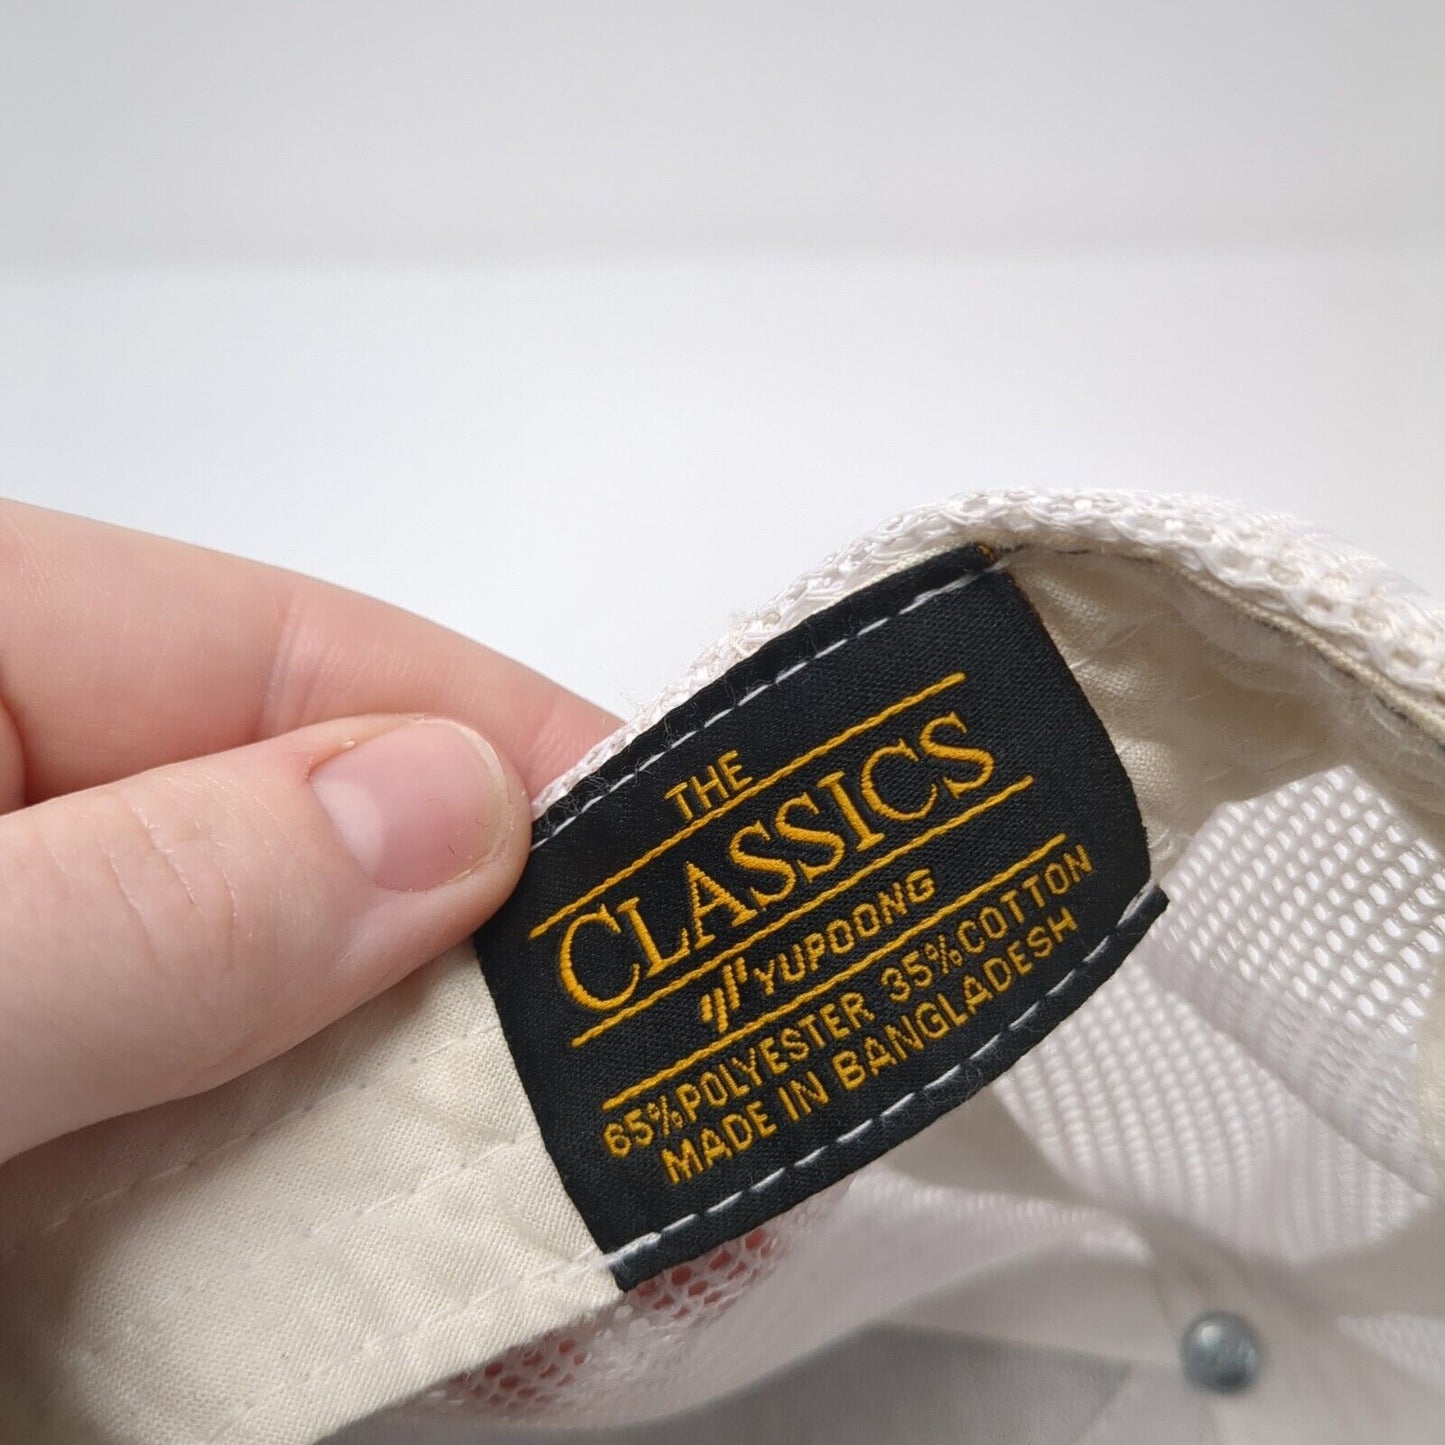 THE
CLASSICS
YUPOONG
65%POLYESTER 35%COTTON
MADE IN BANGLADESH